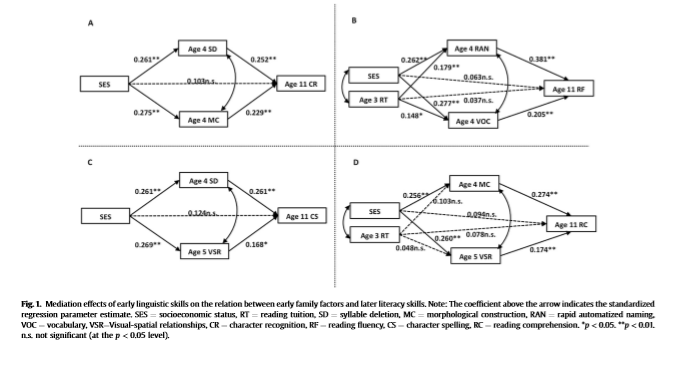 A
Age 4 SD
0.261**
0.252**
SES
0.103n.s.
Age 11 CR
0.275**
0.229**
Age 4 MC
B
Age 4 RAN
0.262**
0.381**
0.179**
SES
0.063n.s.
Age 11 RF
Age 3 RT
0.277** 0.037n.s.
0.148*
0.205**
Age 4 VOC
C
Age 4 SD
0.261**
0.261**
SES
0.124n.s.
Age 11 CS
0.269**
0.168*
Age 5 VSR
D
Age 4 MC
0.256**
0.274**
0.103n.s.
SES
0.094n.s.
Age 11 RC
Age 3 RT
0.260** 0.078n.s.
0.048n.s.
0.174**
Age 5 VSR
Fig. 1. Mediation effects of early linguistic skills on the relation between early family factors and later literacy skills. Note: The coefficient above the arrow indicates the standardized
regression parameter estimate. SES = socioeconomic status, RT = reading tuition, SD = syllable deletion, MC = morphological construction, RAN = rapid automatized naming,
VOC = vocabulary, VSR=Visual-spatial relationships, CR = character recognition, RF = reading fluency, CS = character spelling, RC = reading comprehension. *p < 0.05. **p < 0.01.
n.s. not significant (at the p < 0.05 level).